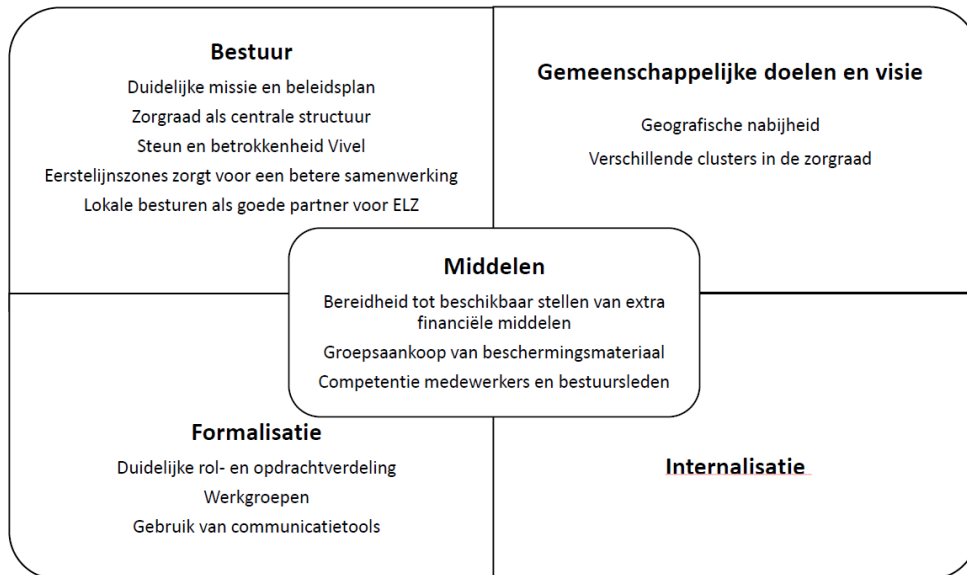 Bestuur
Duidelijke missie en beleidsplan
Zorgraad als centrale structuur
Steun en betrokkenheid Vivel
Eerstelijnszones zorgt voor een betere samenwerking
Lokale besturen als goede partner voor ELZ
Gemeenschappelijke doelen en visie
Geografische nabijheid
Verschillende clusters in de zorgraad
Middelen
Bereidheid tot beschikbaar stellen van extra
financiële middelen
Groepsaankoop van beschermingsmateriaal
Competentie medewerkers en bestuursleden
Formalisatie
Duidelijke rol- en opdrachtverdeling
Werkgroepen
Gebruik van communicatietools
Internalisatie